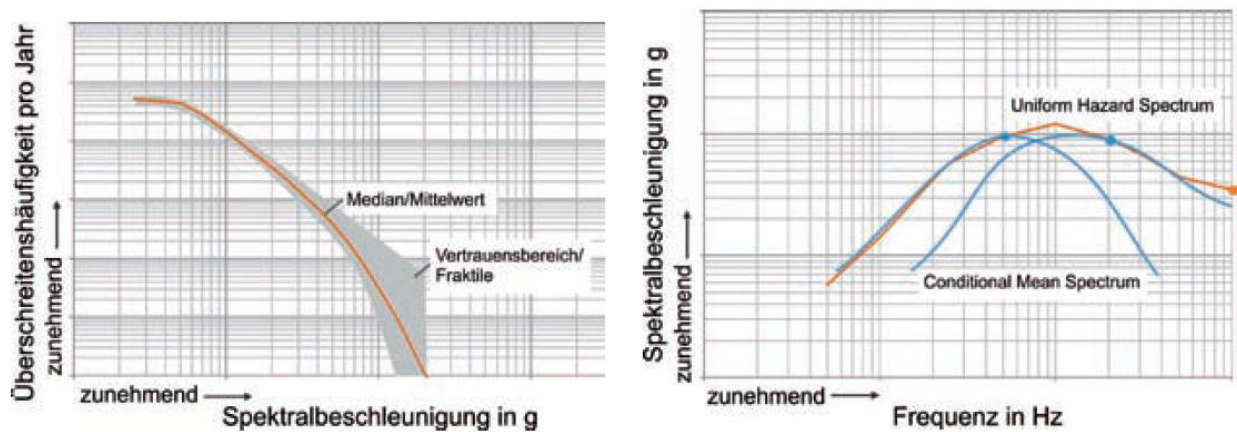 Überschreitenshäufigkeit pro Jahr
zunehmend
Median/Mittelwert
Vertrauensbereich/
Fraktile
zunehmend
Spektralbeschleunigung in g
Spektralbeschleunigung in g
zunehmend
Uniform Hazard Spectrum
Conditional Mean Spectrum
zunehmend
Frequenz in Hz